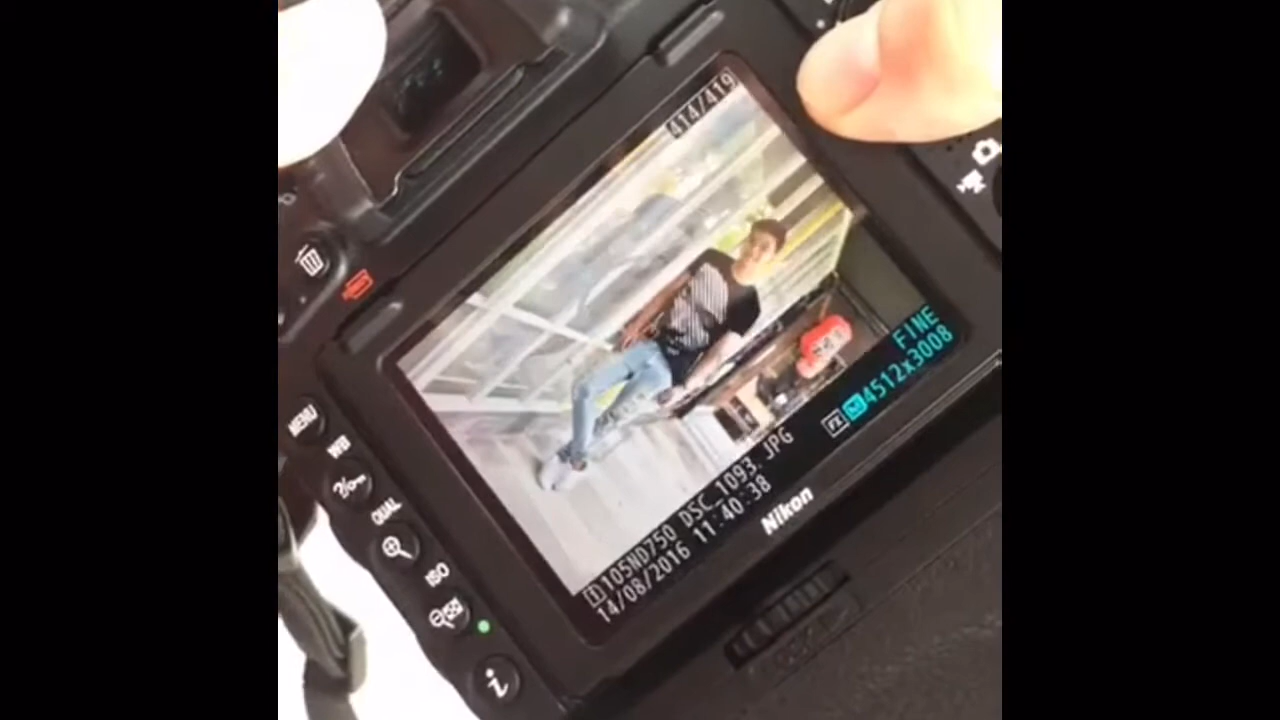 414/419
FINE
4512x3008
FX M
1 105ND750 DSC_1093.JPG
14/08/2016 11:40:38
Nikon
MENU
WB
?
QUAL
ISO
i